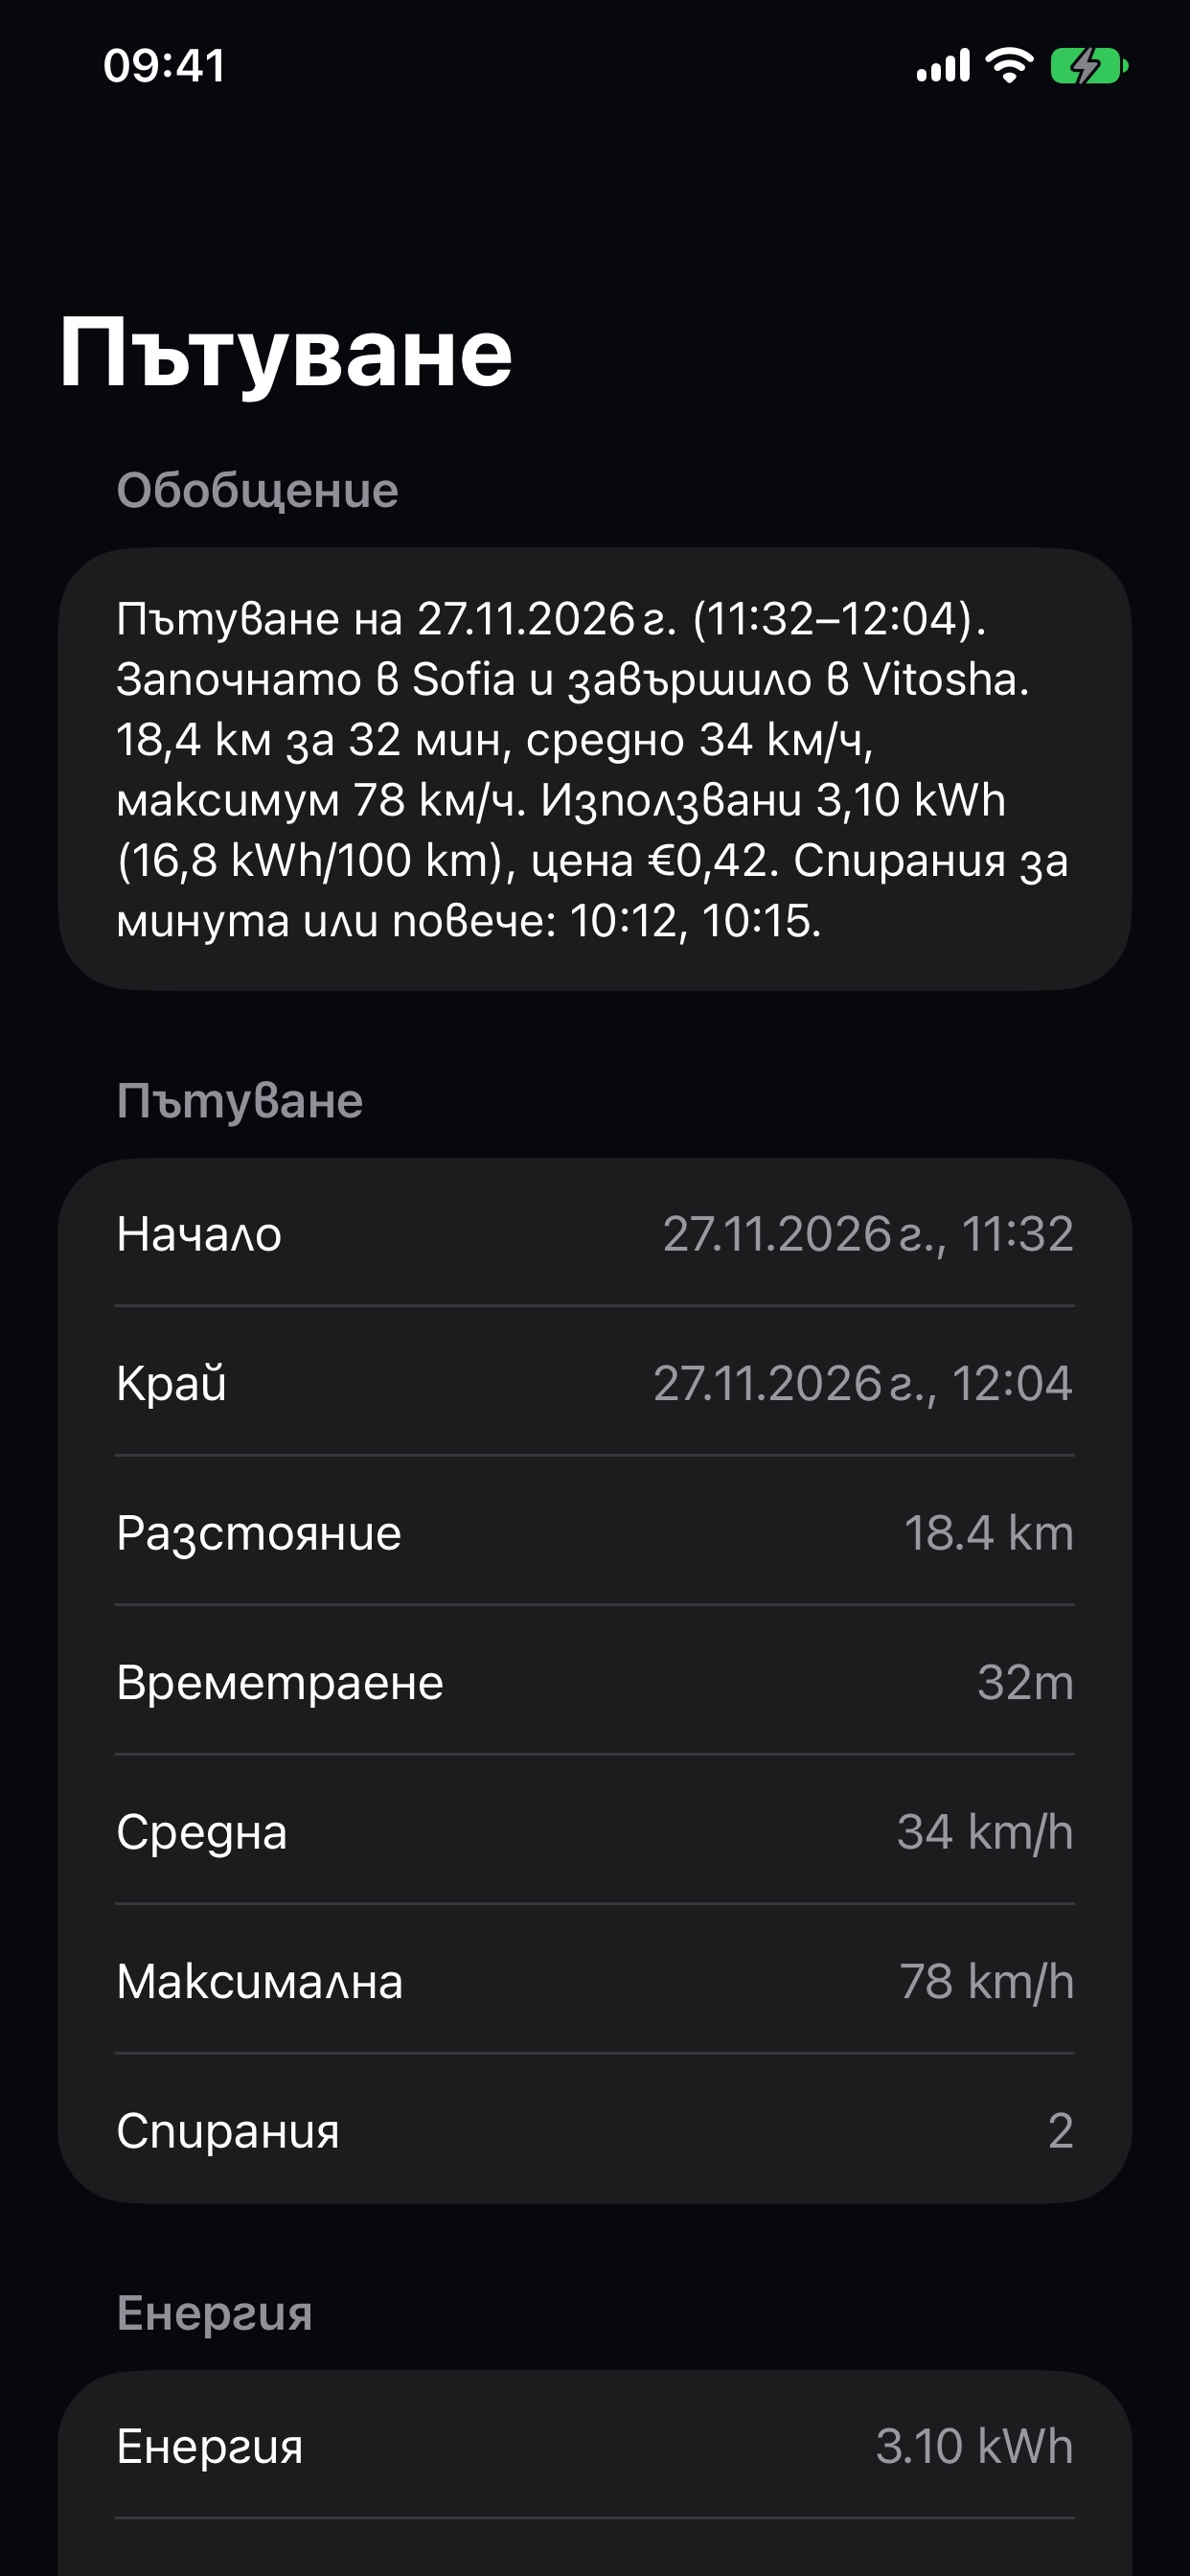 09:41
Пътуване
Обобщение
Пътуване на 27.11.2026 г. (11:32–12:04).
Започнато в Sofia и завършило в Vitosha.
18,4 км за 32 мин, средно 34 км/ч,
максимум 78 км/ч. Използвани 3,10 kWh
(16,8 kWh/100 km), цена €0,42. Спирания за
минута или повече: 10:12, 10:15.
Пътуване
Начало 27.11.2026 г., 11:32
Край 27.11.2026 г., 12:04
Разстояние 18.4 km
Времетраене 32m
Средна 34 km/h
Максимална 78 km/h
Спирания 2
Енергия
Енергия 3.10 kWh